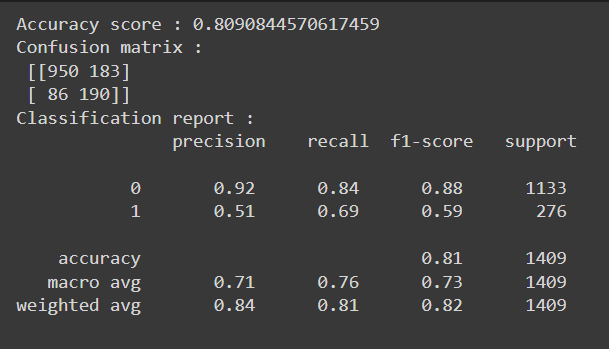 Accuracy score : 0.8090844570617459
Confusion matrix :
[[950 183]
[ 86 190]]
Classification report :
precision recall f1-score support
0 0.92 0.84 0.88 1133
1 0.51 0.69 0.59 276
accuracy 0.81 1409
macro avg 0.71 0.76 0.73 1409
weighted avg 0.84 0.81 0.82 1409